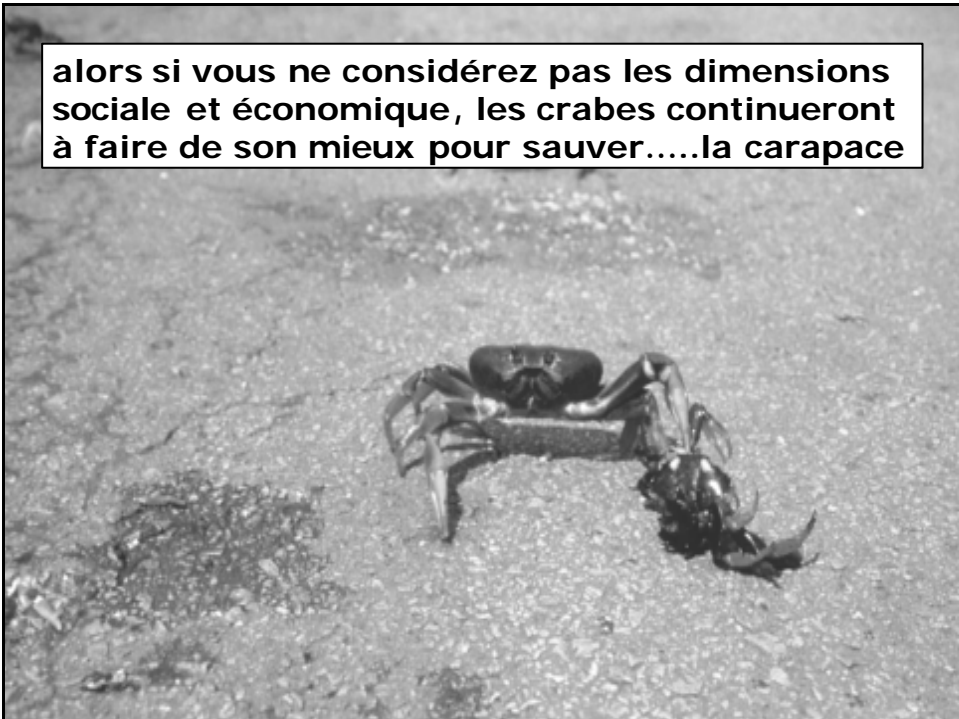 alors si vous ne considérez pas les dimensions
sociale et économique, les crabes continueront
à faire de son mieux pour sauver.....la carapace